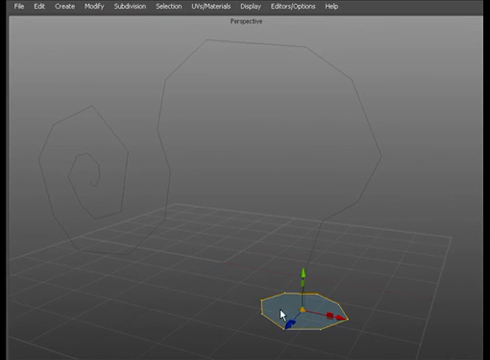 File Edit Create Modify Subdivision Selection UVs/Materials Display Editors/Options Help
Perspective